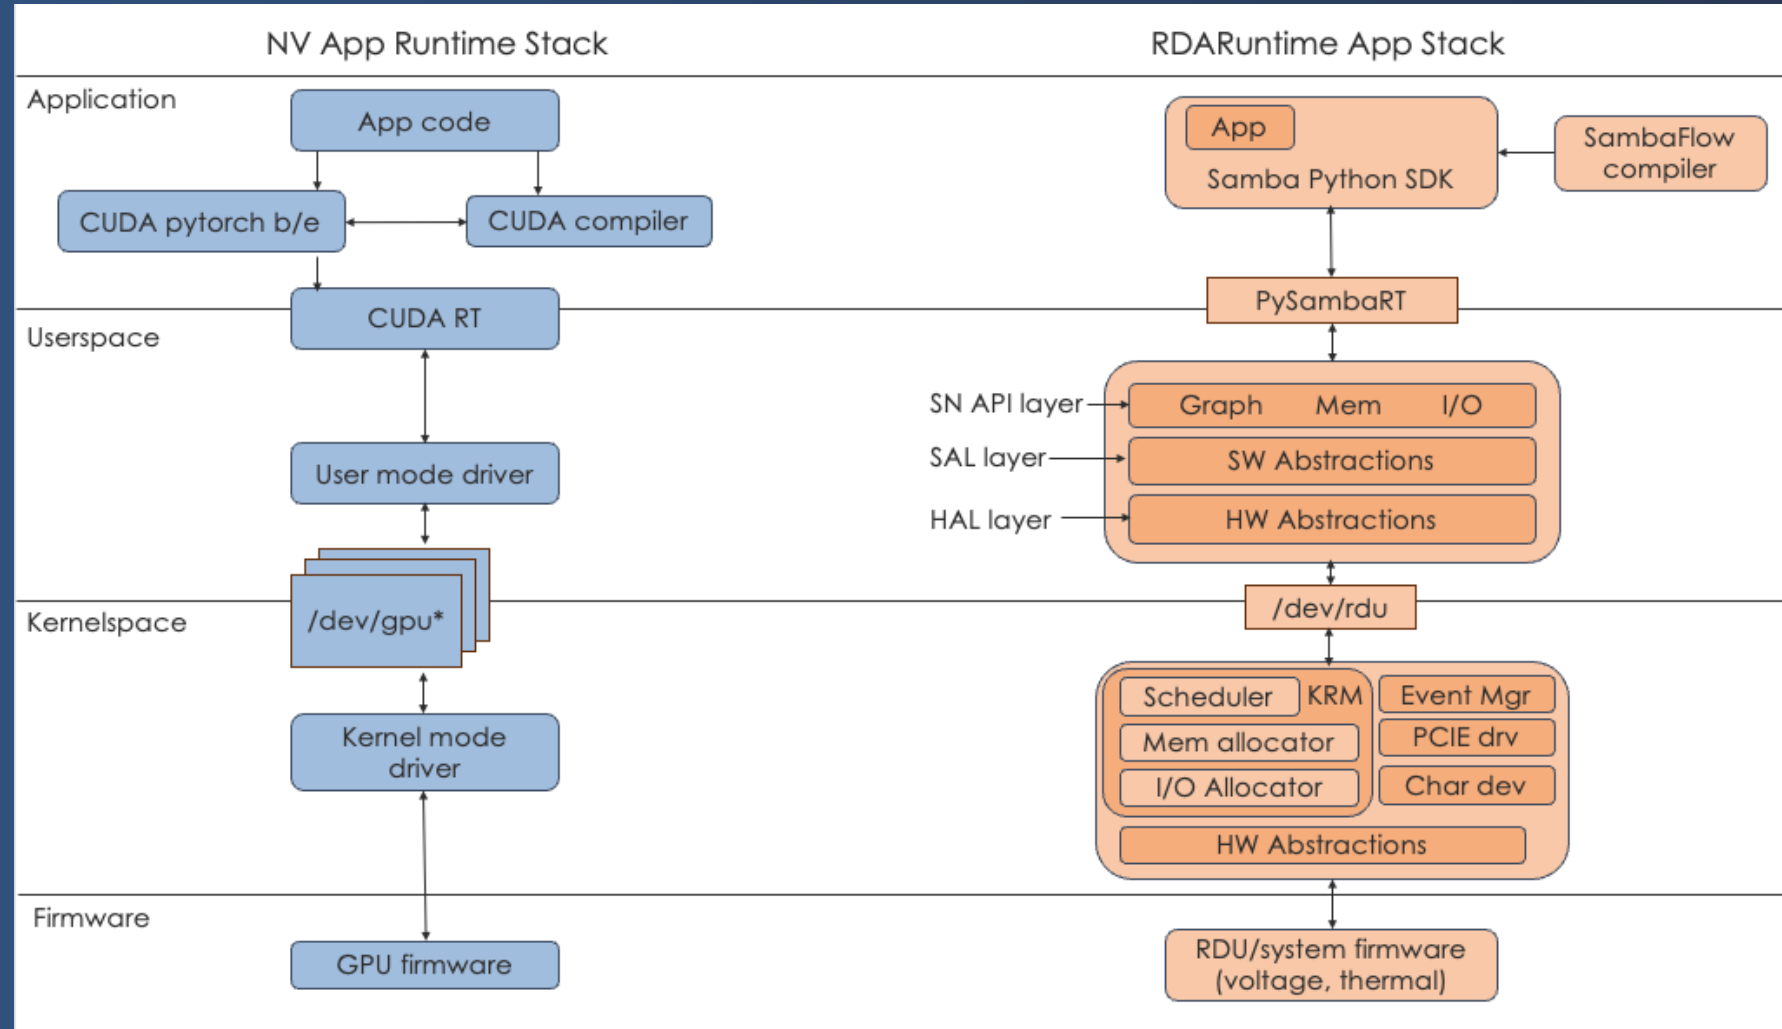 NV App Runtime Stack
RDARuntime App Stack
Application
App code
CUDA pytorch b/e
CUDA compiler
App
Samba Python SDK
SambaFlow
compiler
CUDA RT
PySambaRT
Userspace
User mode driver
SN API layer
Graph Mem I/O
SAL layer
SW Abstractions
HAL layer
HW Abstractions
/dev/gpu*
/dev/rdu
Kernelspace
Kernel mode
driver
Scheduler
KRM
Mem allocator
I/O Allocator
Event Mgr
PCIE drv
Char dev
HW Abstractions
Firmware
GPU firmware
RDU/system firmware
(voltage, thermal)